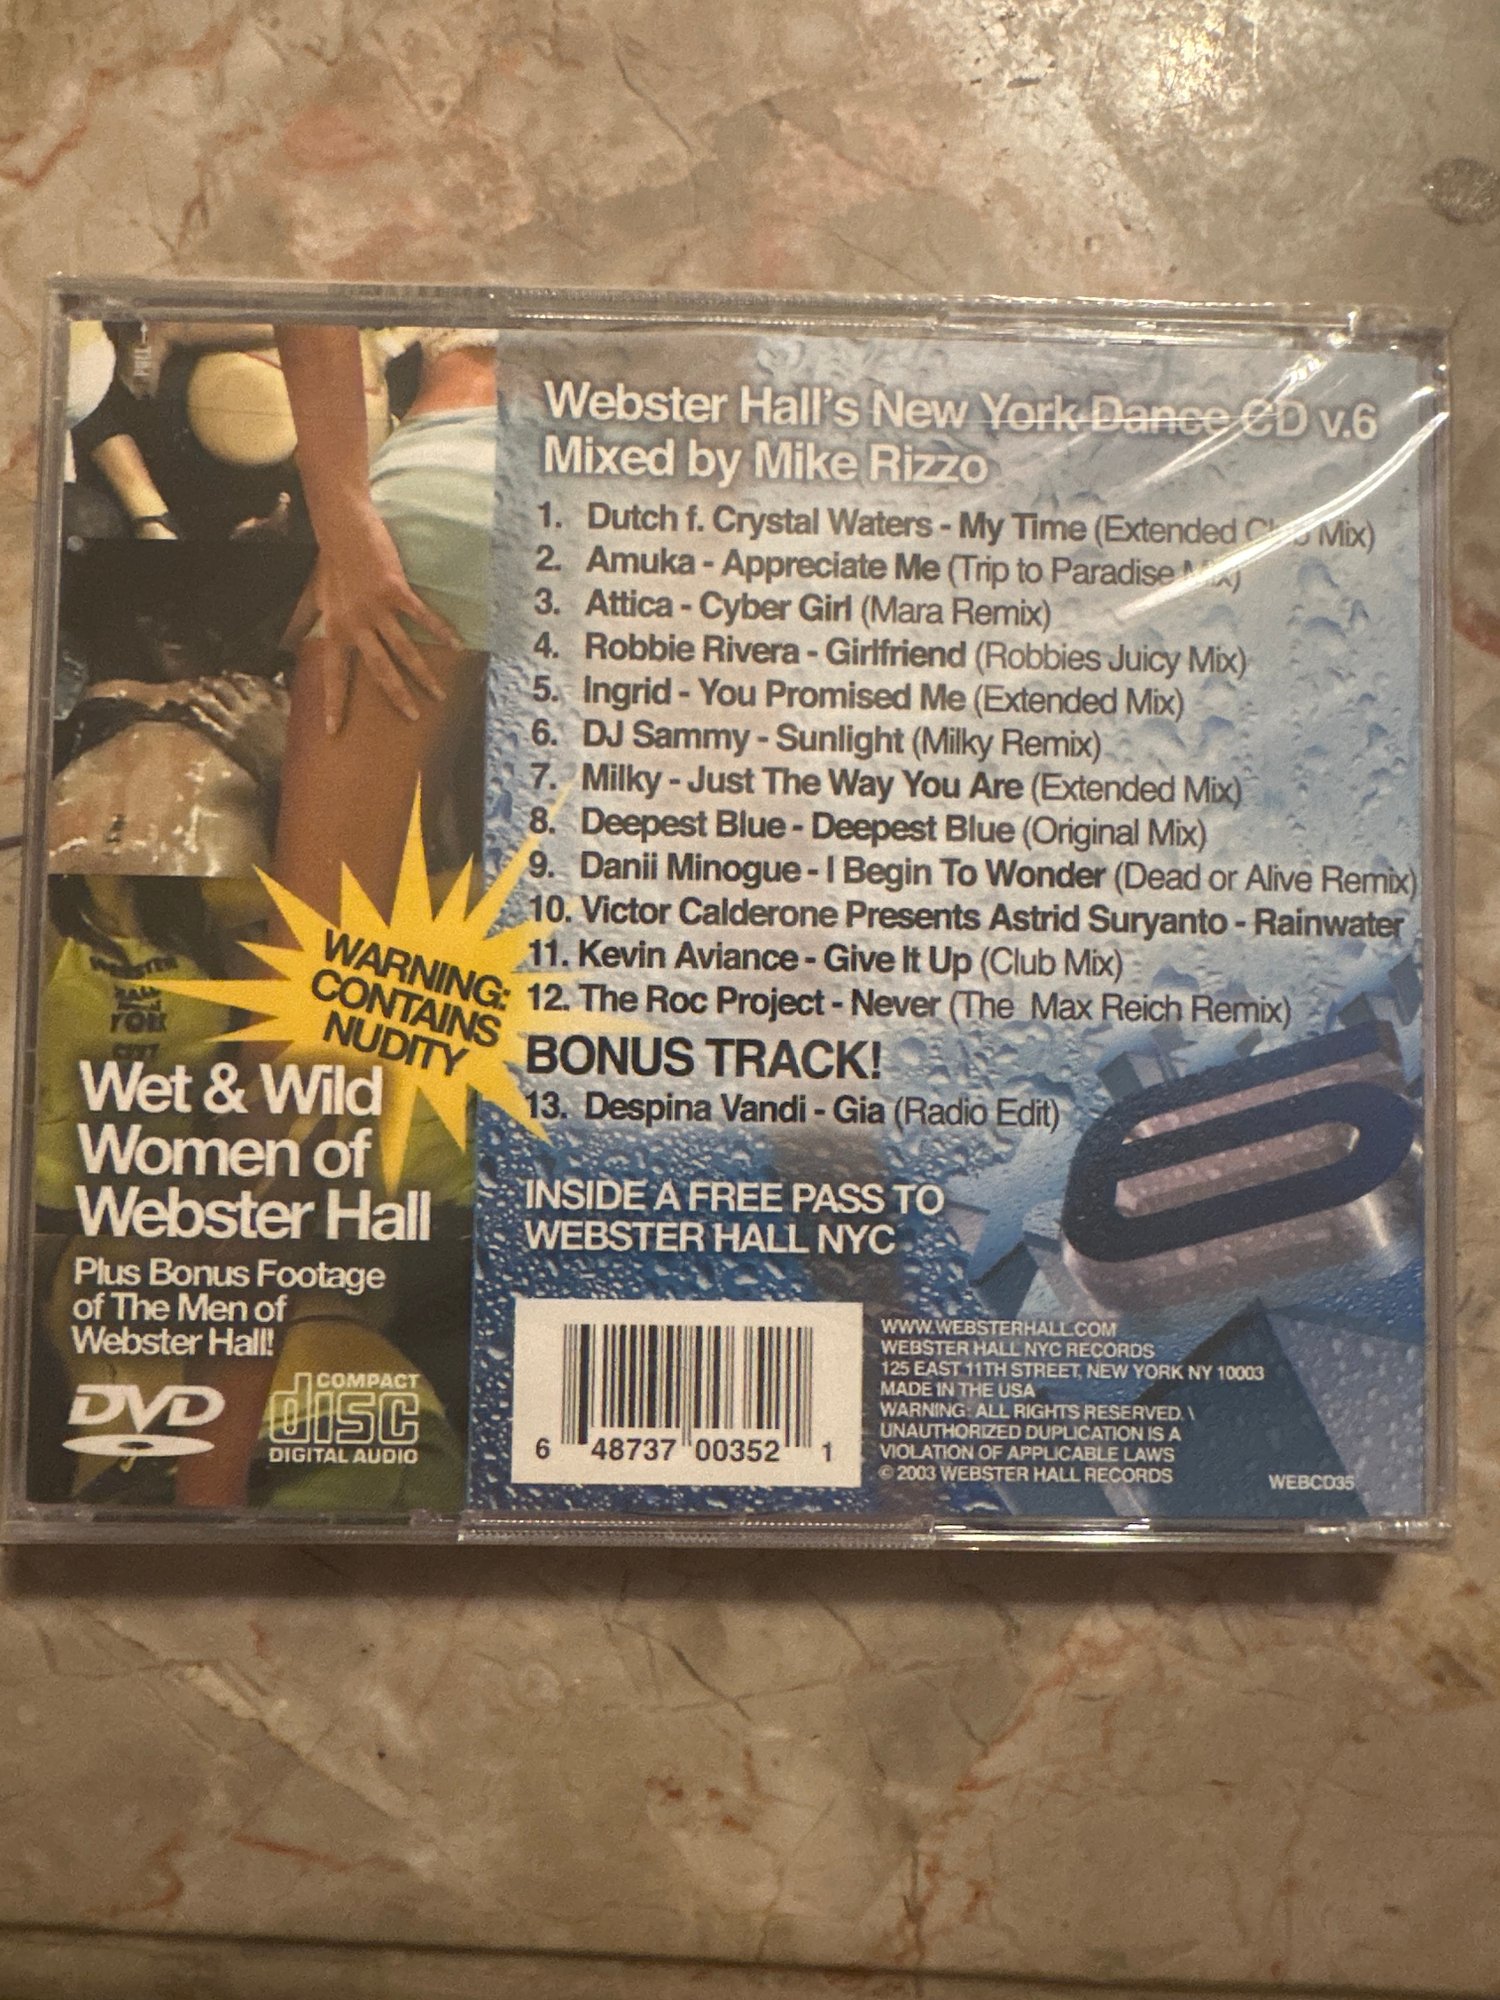 Webster Hall's New York Dance CD v.6
Mixed by Mike Rizzo
1. Dutch f. Crystal Waters - My Time (Extended Club Mix)
2. Amuka - Appreciate Me (Trip to Paradise Mix)
3. Attica - Cyber Girl (Mara Remix)
4. Robbie Rivera - Girlfriend (Robbies Juicy Mix)
5. Ingrid - You Promised Me (Extended Mix)
6. DJ Sammy - Sunlight (Milky Remix)
7. Milky - Just The Way You Are (Extended Mix)
8. Deepest Blue - Deepest Blue (Original Mix)
9. Danii Minogue - I Begin To Wonder (Dead or Alive Remix)
10. Victor Calderone Presents Astrid Suryanto - Rainwater
11. Kevin Aviance - Give It Up (Club Mix)
12. The Roc Project - Never (The Max Reich Remix)
BONUS TRACK!
13. Despina Vandi - Gia (Radio Edit)
INSIDE A FREE PASS TO
WEBSTER HALL NYC
WEBSTER
HALL
YORK
CITY
WARNING:
CONTAINS
NUDITY
Wet & Wild
Women of
Webster Hall
Plus Bonus Footage
of The Men of
Webster Hall!
DVD
COMPACT
disc
DIGITAL AUDIO
6 48737 00352 1
WWW.WEBSTERHALL.COM
WEBSTER HALL NYC RECORDS
125 EAST 11TH STREET, NEW YORK NY 10003
MADE IN THE USA
WARNING: ALL RIGHTS RESERVED. \
UNAUTHORIZED DUPLICATION IS A
VIOLATION OF APPLICABLE LAWS
© 2003 WEBSTER HALL RECORDS
WEBCD35